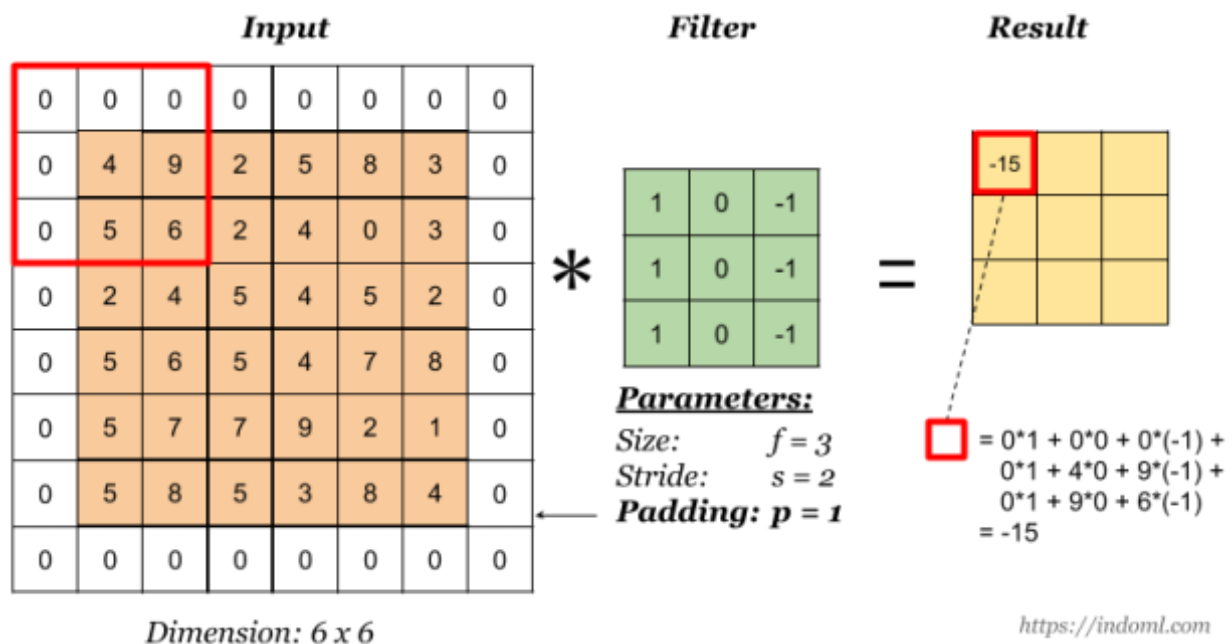 Input Filter Result
0 0 0 0 0 0 0 0
0 4 9 2 5 8 3 0
0 5 6 2 4 0 3 0
0 2 4 5 4 5 2 0
0 5 6 5 4 7 8 0
0 5 7 7 9 2 1 0
0 5 8 5 3 8 4 0
0 0 0 0 0 0 0 0
Dimension: 6 x 6
*
1 0 -1
1 0 -1
1 0 -1
Parameters:
Size: f = 3
Stride: s = 2
Padding: p = 1
=
-15
= 0*1 + 0*0 + 0*(-1) +
0*1 + 4*0 + 9*(-1) +
0*1 + 9*0 + 6*(-1)
= -15
https://indoml.com